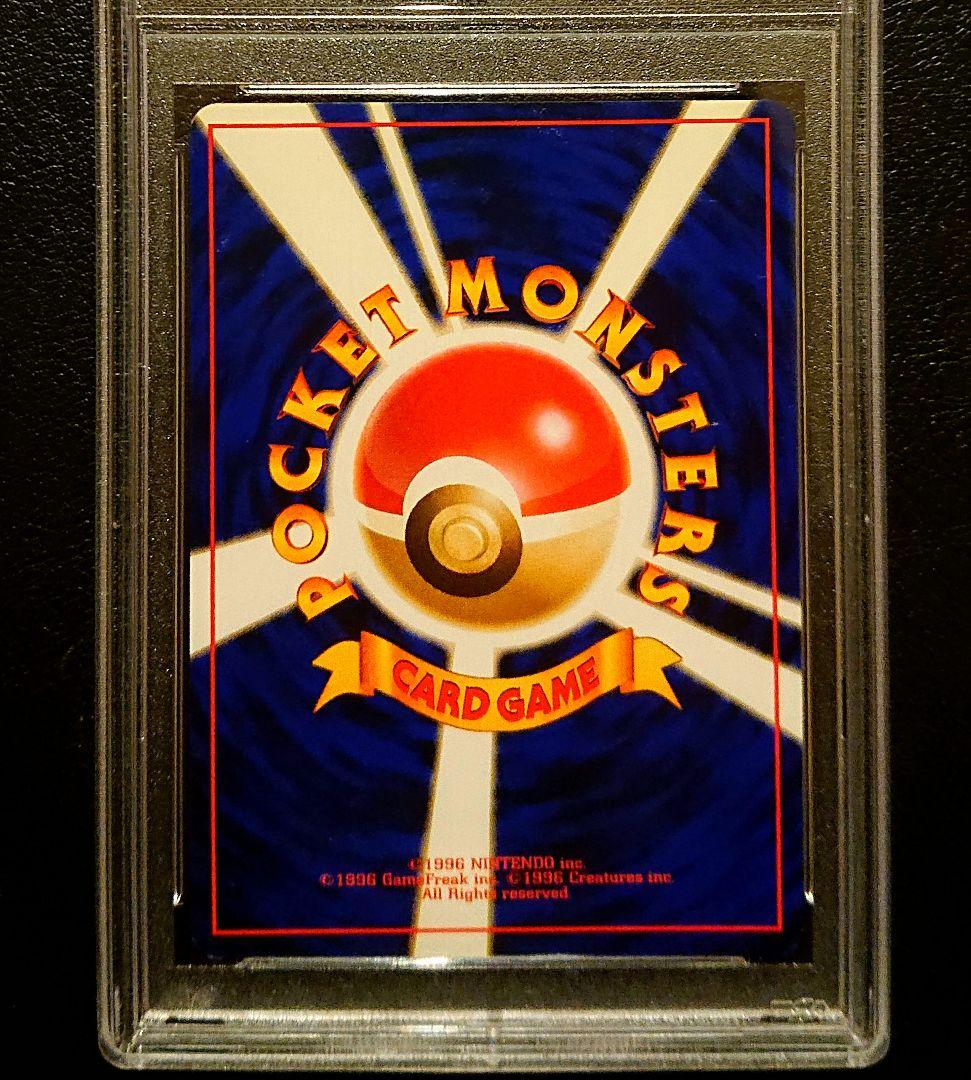 POCKET MONSTERS
CARD GAME
©1996 NINTENDO inc.
©1996 GameFreak inc. ©1996 Creatures inc.
All Rights reserved.